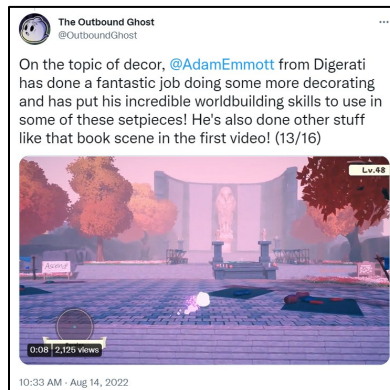 The Outbound Ghost
@OutboundGhost
On the topic of decor, @AdamEmmott from Digerati
has done a fantastic job doing some more decorating
and has put his incredible worldbuilding skills to use in
some of these setpieces! He's also done other stuff
like that book scene in the first video! (13/16)
Lv.48
Ascend
0:08 2,125 views
10:33 AM · Aug 14, 2022